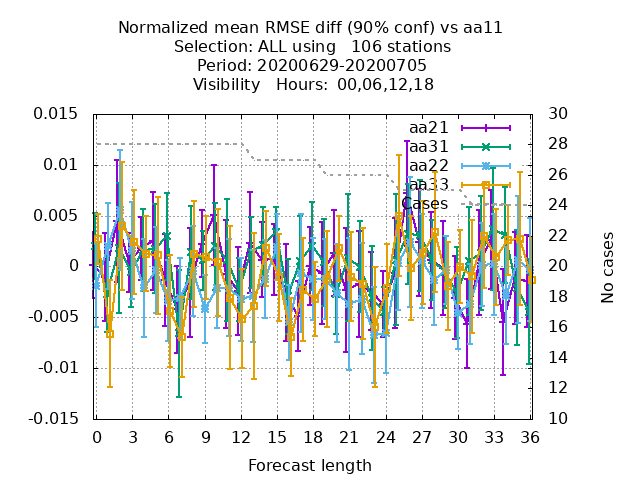 Normalized mean RMSE diff (90% conf) vs aa11
Selection: ALL using   106 stations
Period: 20200629-20200705
Visibility   Hours:  00,06,12,18
0.015
0.01
0.005
0
-0.005
-0.01
-0.015
30
28
26
24
22
20
18
16
14
12
10
aa21
aa31
aa22
aa33
Cases
No cases
0 3 6 9 12 15 18 21 24 27 30 33 36
Forecast length